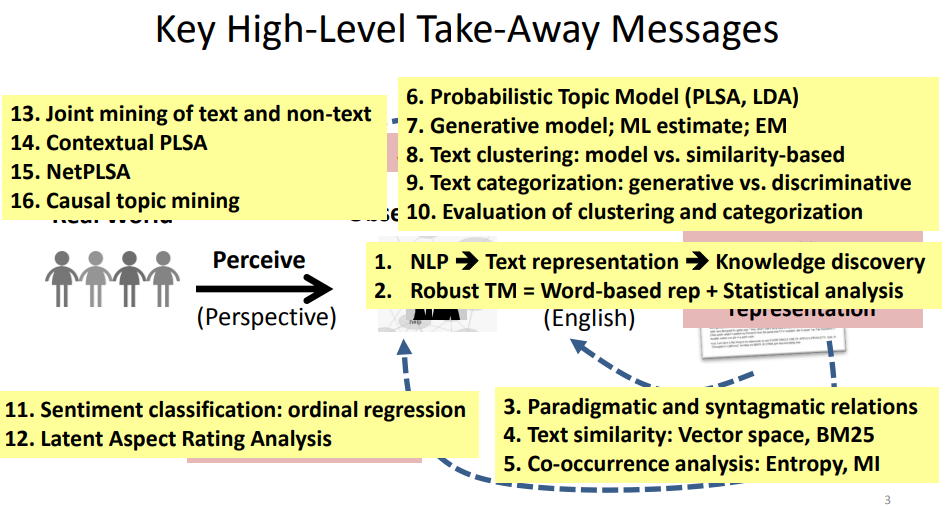 Key High-Level Take-Away Messages
13. Joint mining of text and non-text
14. Contextual PLSA
15. NetPLSA
16. Causal topic mining
6. Probabilistic Topic Model (PLSA, LDA)
7. Generative model; ML estimate; EM
8. Text clustering: model vs. similarity-based
9. Text categorization: generative vs. discriminative
10. Evaluation of clustering and categorization
Real World
1. NLP ➔ Text representation ➔ Knowledge discovery
2. Robust TM = Word-based rep + Statistical analysis
Perceive
(Perspective)
(English)
representation
11. Sentiment classification: ordinal regression
12. Latent Aspect Rating Analysis
3. Paradigmatic and syntagmatic relations
4. Text similarity: Vector space, BM25
5. Co-occurrence analysis: Entropy, MI
3